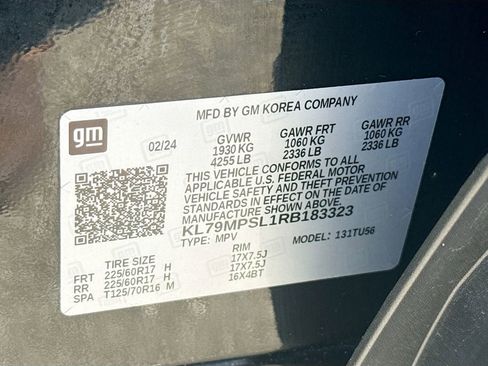 MFD BY GM KOREA COMPANY
gm
02/24
GVWR GAWR FRT GAWR RR
1930 KG 1060 KG 1060 KG
4255 LB 2336 LB 2336 LB
THIS VEHICLE CONFORMS TO ALL
APPLICABLE U.S. FEDERAL MOTOR
VEHICLE SAFETY AND THEFT PREVENTION
STANDARDS IN EFFECT ON THE DATE OF
MANUFACTURE SHOWN ABOVE.
KL79MPSL1RB183323
TYPE: MPV MODEL: 131TU56
TIRE SIZE RIM
FRT 225/60R17 H 17X7.5J
RR 225/60R17 H 17X7.5J
SPA T125/70R16 M 16X4BT